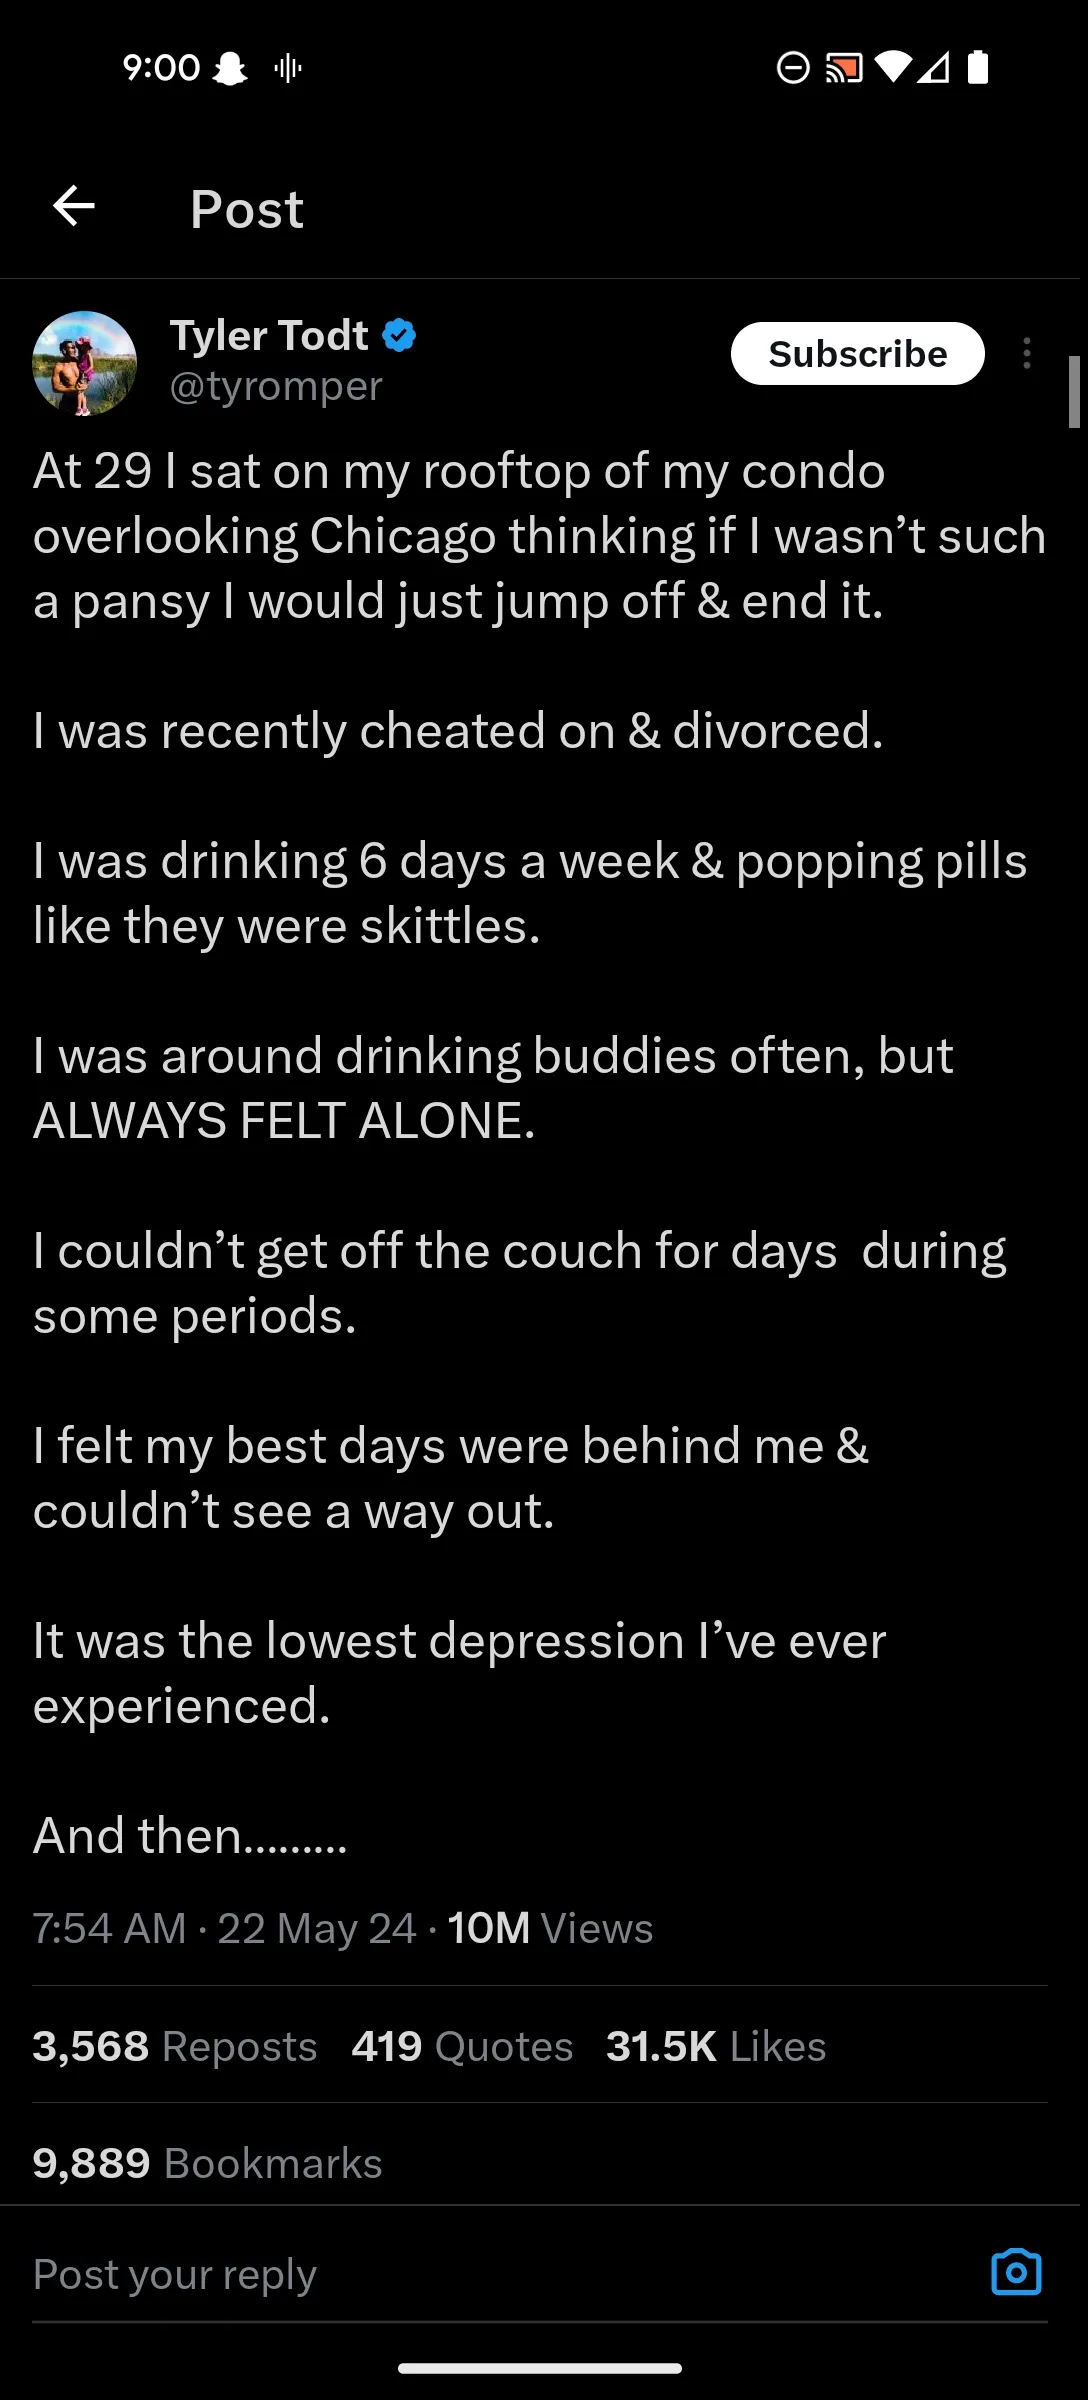 9:00
Post
Tyler Todt
@tyromper
Subscribe
At 29 I sat on my rooftop of my condo
overlooking Chicago thinking if I wasn’t such
a pansy I would just jump off & end it.
I was recently cheated on & divorced.
I was drinking 6 days a week & popping pills
like they were skittles.
I was around drinking buddies often, but
ALWAYS FELT ALONE.
I couldn’t get off the couch for days  during
some periods.
I felt my best days were behind me &
couldn’t see a way out.
It was the lowest depression I’ve ever
experienced.
And then.........
7:54 AM · 22 May 24 · 10M Views
3,568 Reposts 419 Quotes 31.5K Likes
9,889 Bookmarks
Post your reply